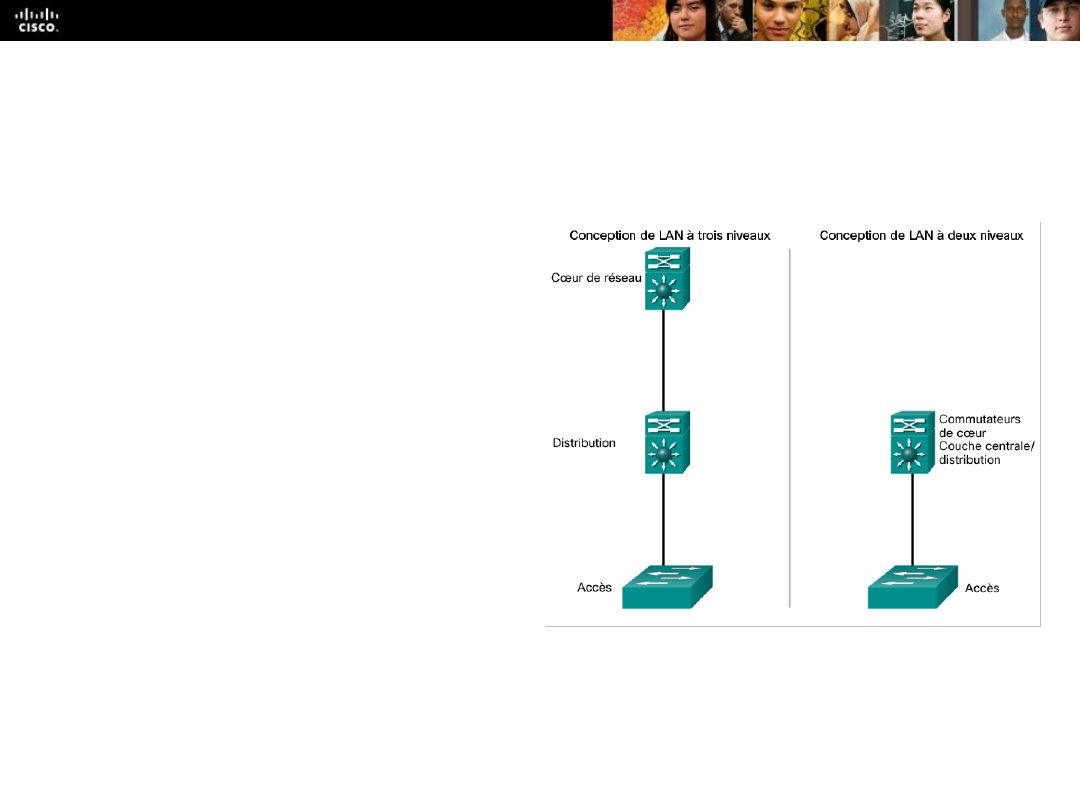 CISCO.
Conception de LAN à trois niveaux
Cœur de réseau
Distribution
Accès
Conception de LAN à deux niveaux
Commutateurs
de cœur
Couche centrale/
distribution
Accès